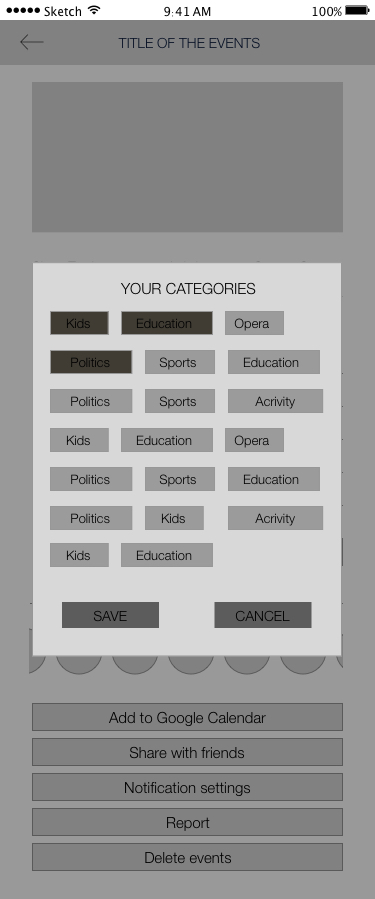 Sketch 9:41 AM 100%
TITLE OF THE EVENTS
YOUR CATEGORIES
Kids Education Opera
Politics Sports Education
Politics Sports Acrivity
Kids Education Opera
Politics Sports Education
Politics Kids Acrivity
Kids Education
SAVE CANCEL
Add to Google Calendar
Share with friends
Notification settings
Report
Delete events